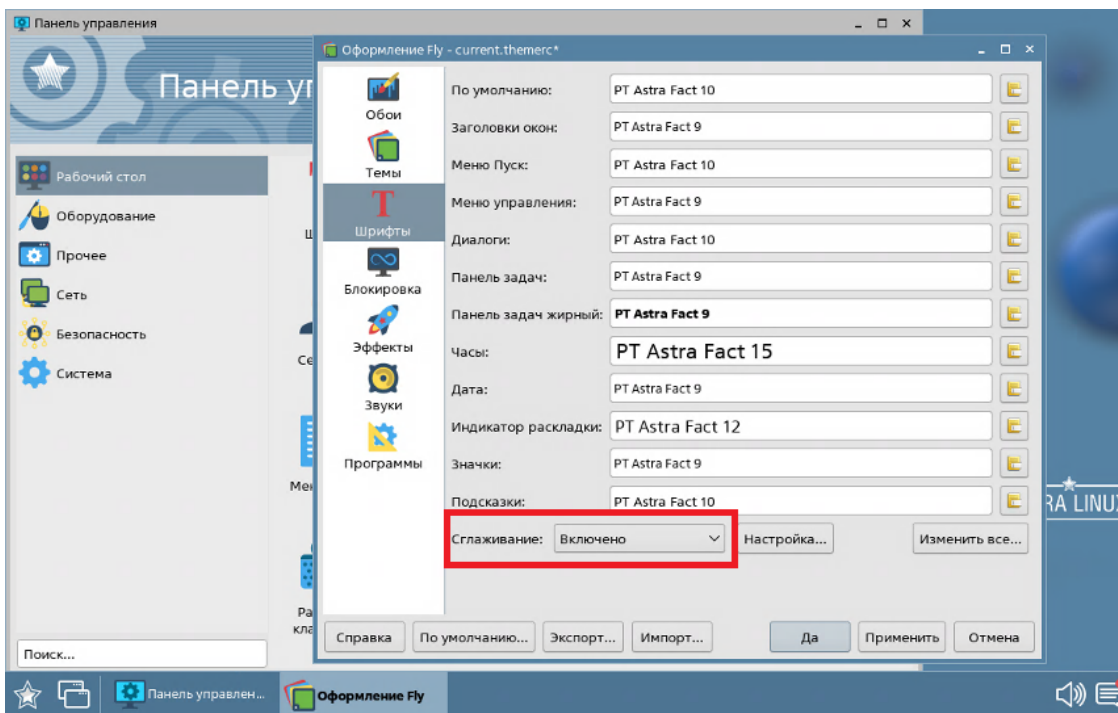 Панель управления
Оформление Fly - current.themerc*
Панель
Рабочий стол
Оборудование
Прочее
Сеть
Безопасность
Система
Поиск...
Обои
Темы
Шрифты
Блокировка
Эффекты
Звуки
Программы
По умолчанию: PT Astra Fact 10
Заголовки окон: PT Astra Fact 9
Меню Пуск: PT Astra Fact 10
Меню управления: PT Astra Fact 9
Диалоги: PT Astra Fact 10
Панель задач: PT Astra Fact 9
Панель задач жирный: PT Astra Fact 9
Часы: PT Astra Fact 15
Дата: PT Astra Fact 9
Индикатор раскладки: PT Astra Fact 12
Значки: PT Astra Fact 9
Подсказки: PT Astra Fact 10
Сглаживание: Включено Настройка... Изменить все...
Справка По умолчанию... Экспорт... Импорт... Да Применить Отмена
Панель управлен... Оформление Fly